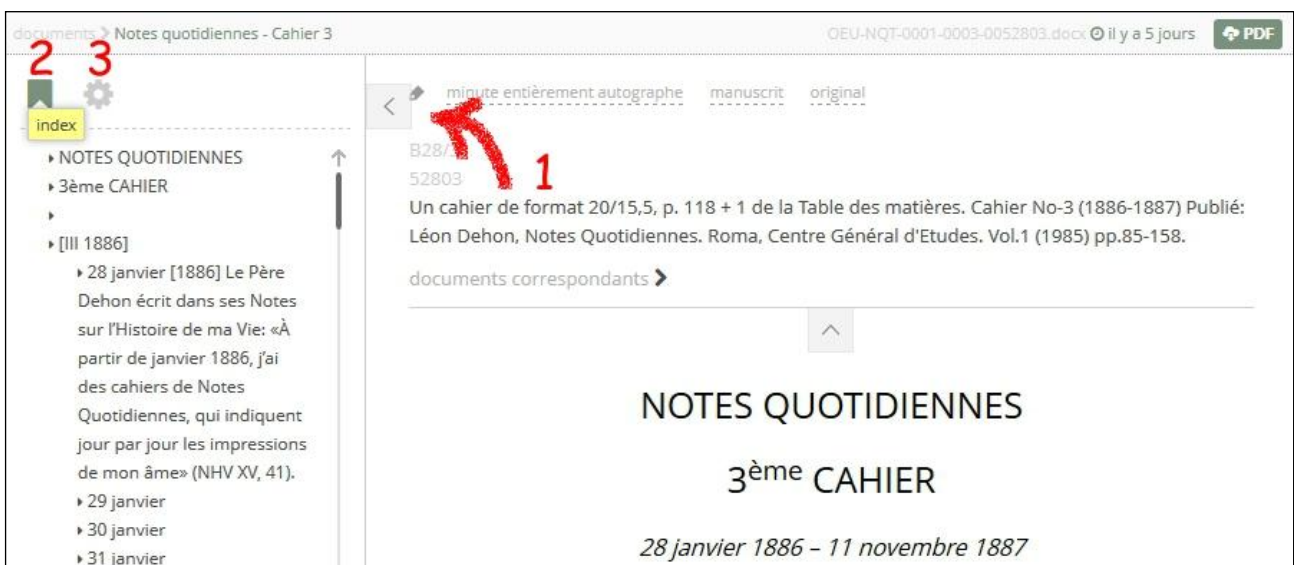 documents Notes quotidiennes - Cahier 3
OEU-NQT-0001-0003-0052803.docx il y a 5 jours PDF
2 3
index
NOTES QUOTIDIENNES
3ème CAHIER
[III 1886]
28 janvier [1886] Le Père
Dehon écrit dans ses Notes
sur l'Histoire de ma Vie: «À
partir de janvier 1886, j'ai
des cahiers de Notes
Quotidiennes, qui indiquent
jour par jour les impressions
de mon âme» (NHV XV, 41).
29 janvier
30 janvier
31 janvier
minute entièrement autographe manuscrit original
1
52803
Un cahier de format 20/15,5, p. 118 + 1 de la Table des matières. Cahier No-3 (1886-1887) Publié:
Léon Dehon, Notes Quotidiennes. Roma, Centre Général d'Etudes. Vol.1 (1985) pp.85-158.
documents correspondants
NOTES QUOTIDIENNES
3ème CAHIER
28 janvier 1886 – 11 novembre 1887